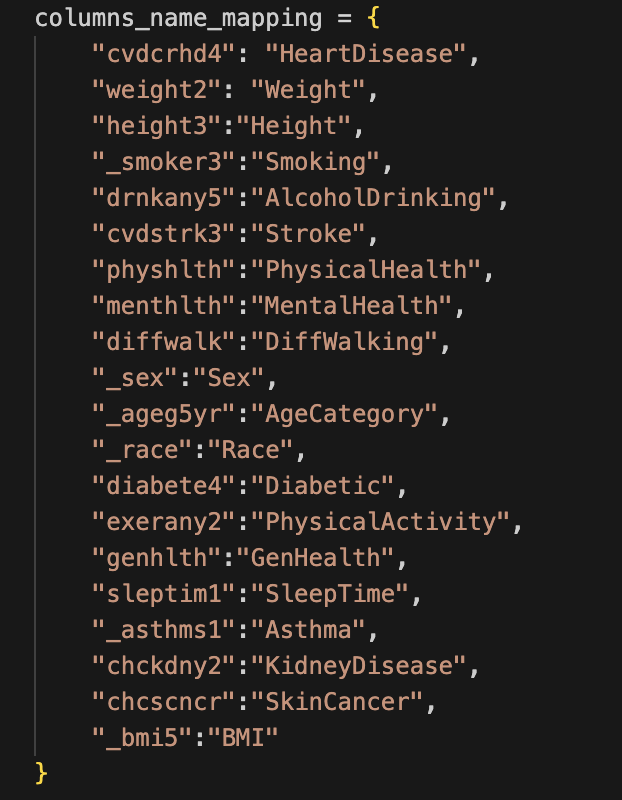 columns_name_mapping = {
    "cvdcrhd4": "HeartDisease",
    "weight2": "Weight",
    "height3":"Height",
    "_smoker3":"Smoking",
    "drnkany5":"AlcoholDrinking",
    "cvdstrk3":"Stroke",
    "physhlth":"PhysicalHealth",
    "menthlth":"MentalHealth",
    "diffwalk":"DiffWalking",
    "_sex":"Sex",
    "_ageg5yr":"AgeCategory",
    "_race":"Race",
    "diabete4":"Diabetic",
    "exerany2":"PhysicalActivity",
    "genhlth":"GenHealth",
    "sleptim1":"SleepTime",
    "_asthms1":"Asthma",
    "chckdny2":"KidneyDisease",
    "chcscncr":"SkinCancer",
    "_bmi5":"BMI"
}